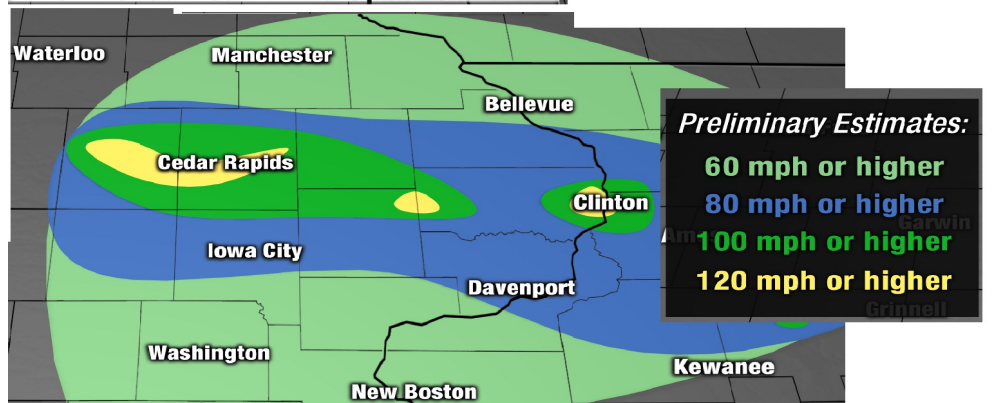 Waterloo
Manchester
Bellevue
Preliminary Estimates:
60 mph or higher
80 mph or higher
100 mph or higher
120 mph or higher
Cedar Rapids
Clinton
Garwin
Am
Iowa City
Davenport
Grinnell
Washington
Kewanee
New Boston